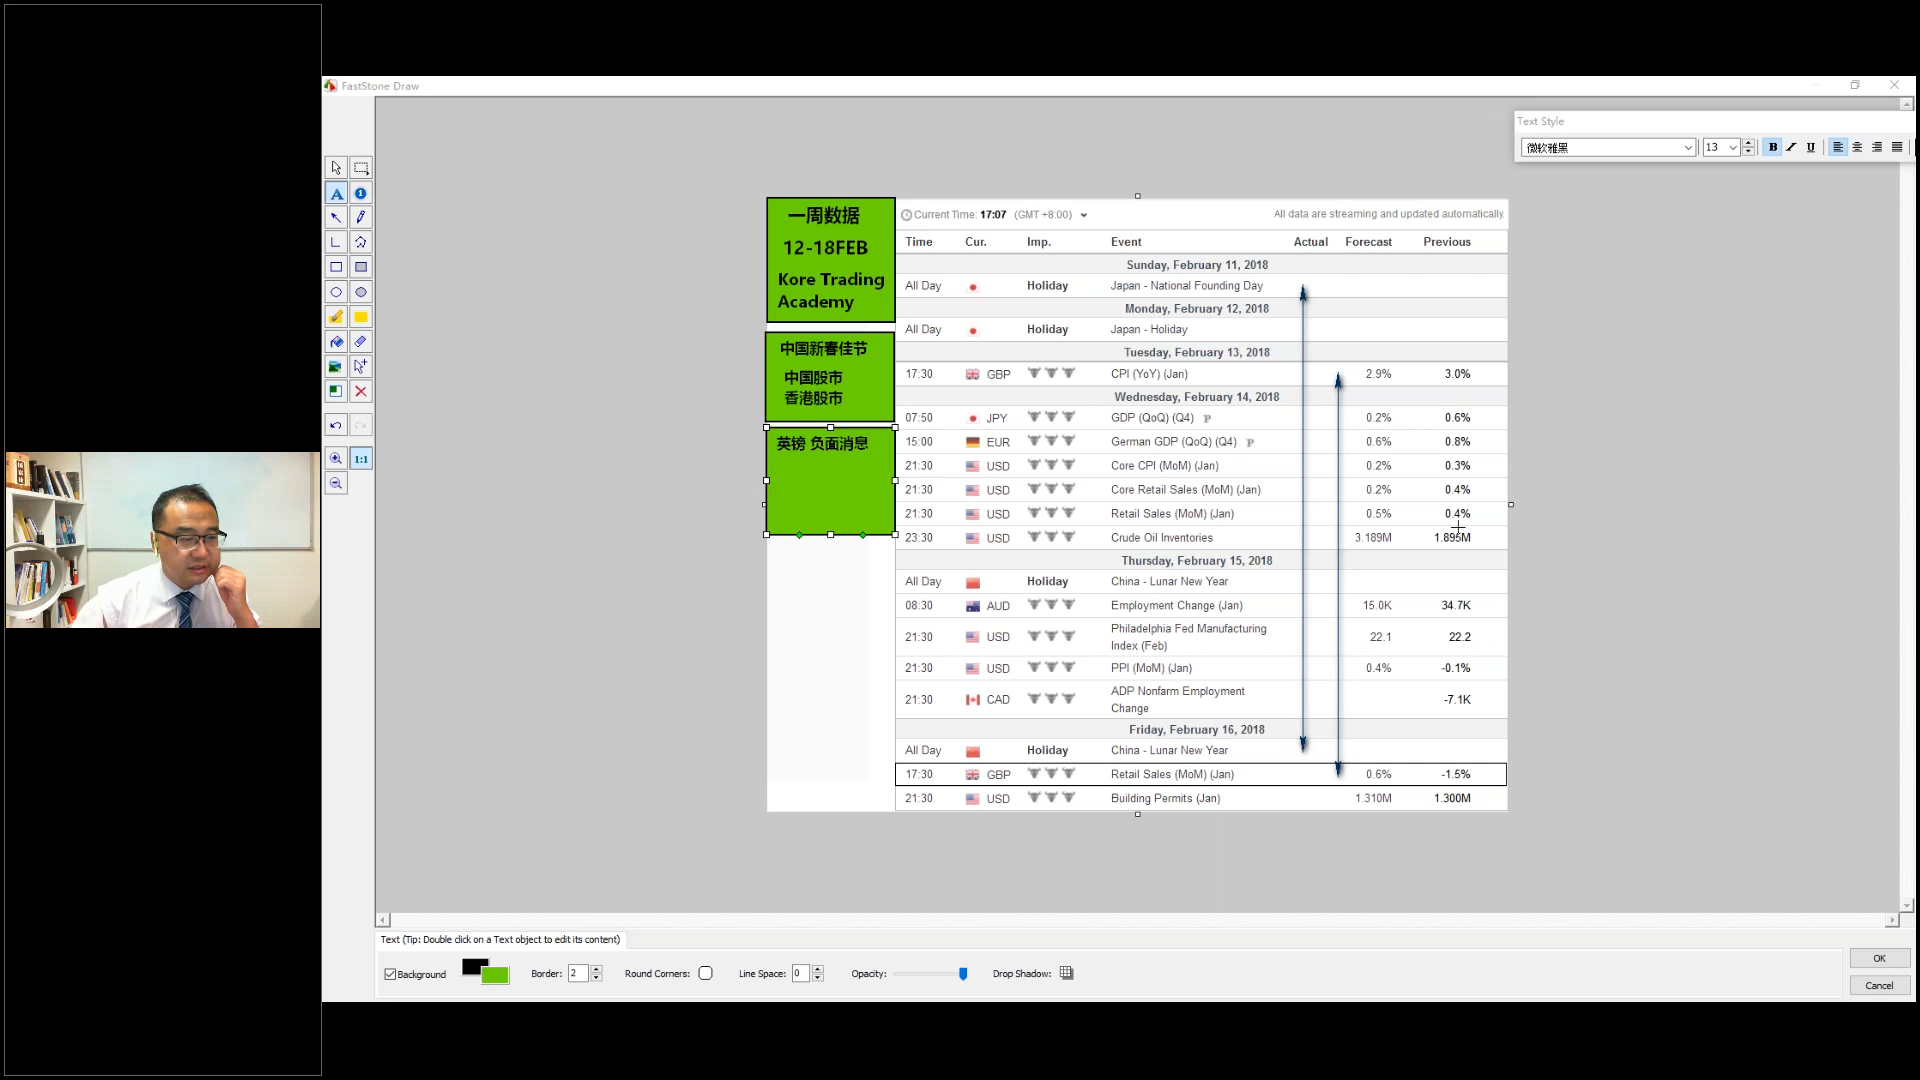 FastStone Draw
Text Style
微软雅黑 13 B I U
一周数据
12-18FEB
Kore Trading
Academy
中国新春佳节
中国股市
香港股市
英镑 负面消息
Current Time: 17:07 (GMT +8:00) All data are streaming and updated automatically.
Time Cur. Imp. Event Actual Forecast Previous
Sunday, February 11, 2018
All Day Holiday Japan - National Founding Day
Monday, February 12, 2018
All Day Holiday Japan - Holiday
Tuesday, February 13, 2018
17:30 GBP CPI (YoY) (Jan) 2.9% 3.0%
Wednesday, February 14, 2018
07:50 JPY GDP (QoQ) (Q4) P 0.2% 0.6%
15:00 EUR German GDP (QoQ) (Q4) P 0.6% 0.8%
21:30 USD Core CPI (MoM) (Jan) 0.2% 0.3%
21:30 USD Core Retail Sales (MoM) (Jan) 0.2% 0.4%
21:30 USD Retail Sales (MoM) (Jan) 0.5% 0.4%
23:30 USD Crude Oil Inventories 3.189M 1.895M
Thursday, February 15, 2018
All Day Holiday China - Lunar New Year
08:30 AUD Employment Change (Jan) 15.0K 34.7K
21:30 USD Philadelphia Fed Manufacturing Index (Feb) 22.1 22.2
21:30 USD PPI (MoM) (Jan) 0.4% -0.1%
21:30 CAD ADP Nonfarm Employment Change -7.1K
Friday, February 16, 2018
All Day Holiday China - Lunar New Year
17:30 GBP Retail Sales (MoM) (Jan) 0.6% -1.5%
21:30 USD Building Permits (Jan) 1.310M 1.300M
A 1
1:1
Text (Tip: Double click on a Text object to edit its content)
Background Border: 2 Round Corners: Line Space: 0 Opacity: Drop Shadow:
OK
Cancel